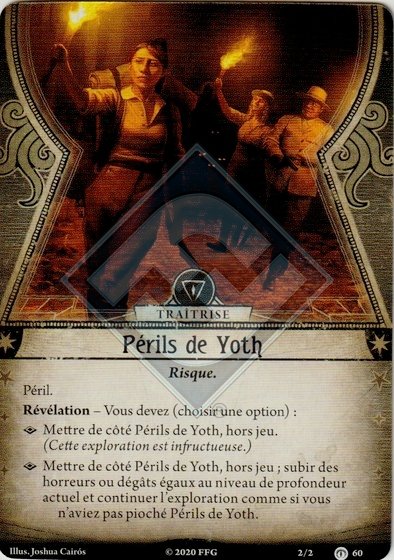 TRAÎTRISE
Périls de Yoth
Risque.
Péril.
Révélation – Vous devez (choisir une option) :
Mettre de côté Périls de Yoth, hors jeu.
(Cette exploration est infructueuse.)
Mettre de côté Périls de Yoth, hors jeu ; subir des
horreurs ou dégâts égaux au niveau de profondeur
actuel et continuer l'exploration comme si vous
n'aviez pas pioché Périls de Yoth.
Illus. Joshua Cairós © 2020 FFG 2/2 60